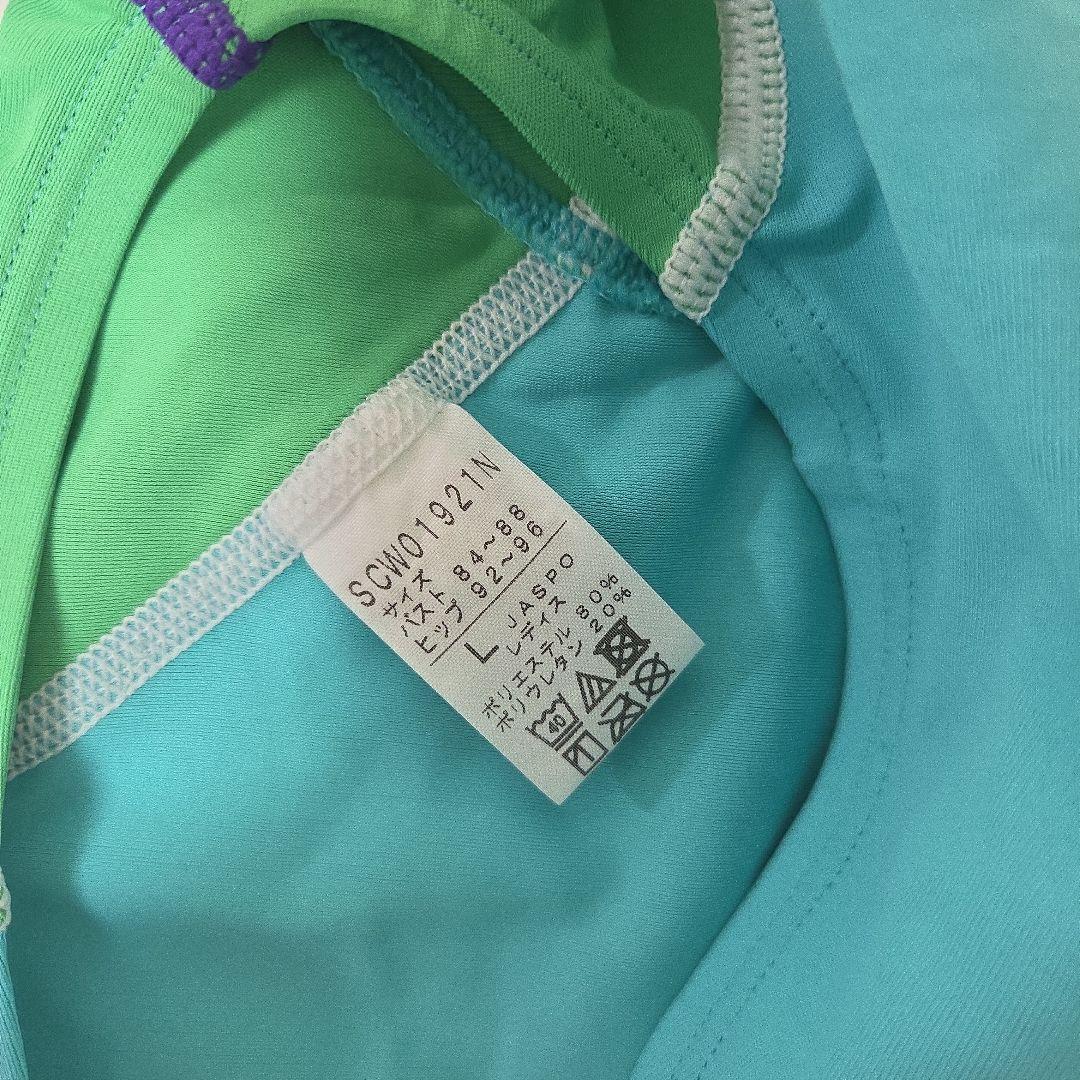 SCW01921N
サイズ
バスト 84~88
ヒップ 92~96
L JASPO
レディス
ポリエステル 80%
ポリウレタン 20%
40